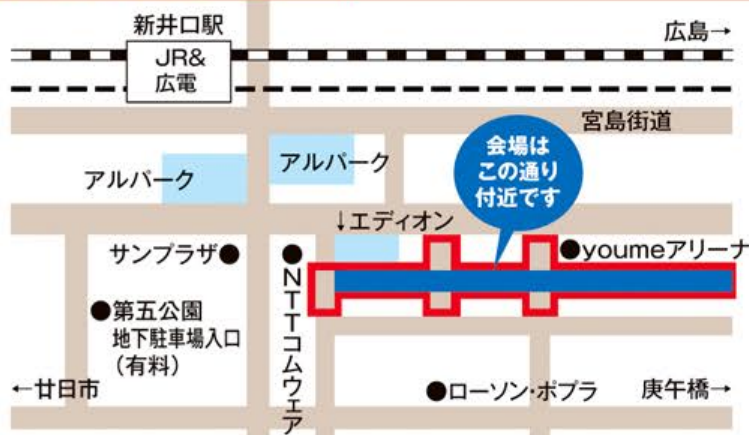 新井口駅
広島→
JR&
広電
宮島街道
会場は
この通り
付近です
アルパーク
アルパーク
↓エディオン
サンプラザ●
●NTTコムウェア
●youmeアリーナ
●第五公園
地下駐車場入口
(有料)
←廿日市
●ローソン・ポプラ
庚午橋→